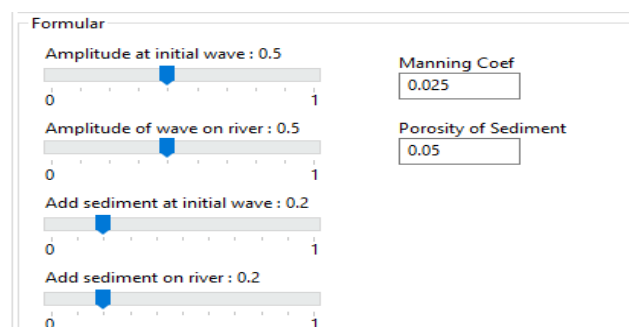 Formular
Amplitude at initial wave : 0.5
0 1
Manning Coef
0.025
Amplitude of wave on river : 0.5
0 1
Porosity of Sediment
0.05
Add sediment at initial wave : 0.2
0 1
Add sediment on river : 0.2
0 1